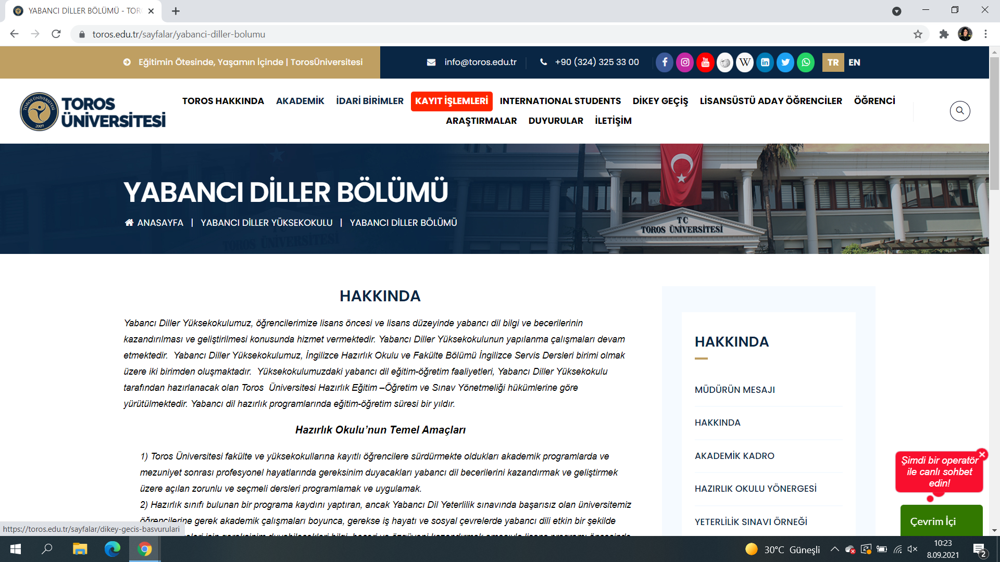 YABANCI DİLLER BÖLÜMÜ - TOR
toros.edu.tr/sayfalar/yabanci-diller-bolumu
Eğitimin Ötesinde, Yaşamın İçinde | TorosÜniversitesi
info@toros.edu.tr
+90 (324) 325 33 00
TR EN
TOROS ÜNİVERSİTESİ
2009
TOROS
ÜNİVERSİTESİ
TOROS HAKKINDA AKADEMİK İDARİ BİRİMLER KAYIT İŞLEMLERİ INTERNATIONAL STUDENTS DİKEY GEÇİŞ LİSANSÜSTÜ ADAY ÖĞRENCİLER ÖĞRENCİ
ARAŞTIRMALAR DUYURULAR İLETİŞİM
YABANCI DİLLER BÖLÜMÜ
ANASAYFA | YABANCI DİLLER YÜKSEKOKULU | YABANCI DİLLER BÖLÜMÜ
TC
TOROS ÜNİVERSİTESİ
TOROS ÜNİVERSİTESİ
HAKKINDA
Yabancı Diller Yüksekokulumuz, öğrencilerimize lisans öncesi ve lisans düzeyinde yabancı dil bilgi ve becerilerinin
kazandırılması ve geliştirilmesi konusunda hizmet vermektedir. Yabancı Diller Yüksekokulunun yapılanma çalışmaları devam
etmektedir. Yabancı Diller Yüksekokulumuz, İngilizce Hazırlık Okulu ve Fakülte Bölümü İngilizce Servis Dersleri birimi olmak
üzere iki birimden oluşmaktadır. Yüksekokulumuzdaki yabancı dil eğitim-öğretim faaliyetleri, Yabancı Diller Yüksekokulu
tarafından hazırlanacak olan Toros Üniversitesi Hazırlık Eğitim –Öğretim ve Sınav Yönetmeliği hükümlerine göre
yürütülmektedir. Yabancı dil hazırlık programlarında eğitim-öğretim süresi bir yıldır.
Hazırlık Okulu’nun Temel Amaçları
1) Toros Üniversitesi fakülte ve yüksekokullarına kayıtlı öğrencilere sürdürmekte oldukları akademik programlarda ve
mezuniyet sonrası profesyonel hayatlarında gereksinim duyacakları yabancı dil becerilerini kazandırmak ve geliştirmek
üzere açılan zorunlu ve seçmeli dersleri programlamak ve uygulamak.
2) Hazırlık sınıfı bulunan bir programa kaydını yaptıran, ancak Yabancı Dil Yeterlilik sınavında başarısız olan üniversitemiz
öğrencilerine gerek akademik çalışmaları boyunca, gerekse iş hayatı ve sosyal çevrelerde yabancı dili etkin bir şekilde
HAKKINDA
MÜDÜRÜN MESAJI
HAKKINDA
AKADEMİK KADRO
HAZIRLIK OKULU YÖNERGESİ
YETERLİLİK SINAVI ÖRNEĞİ
Şimdi bir operatör
ile canlı sohbet
edin!
Çevrim İçi
https://toros.edu.tr/sayfalar/dikey-gecis-basvurulari
30°C Güneşli
10:23
8.09.2021
2